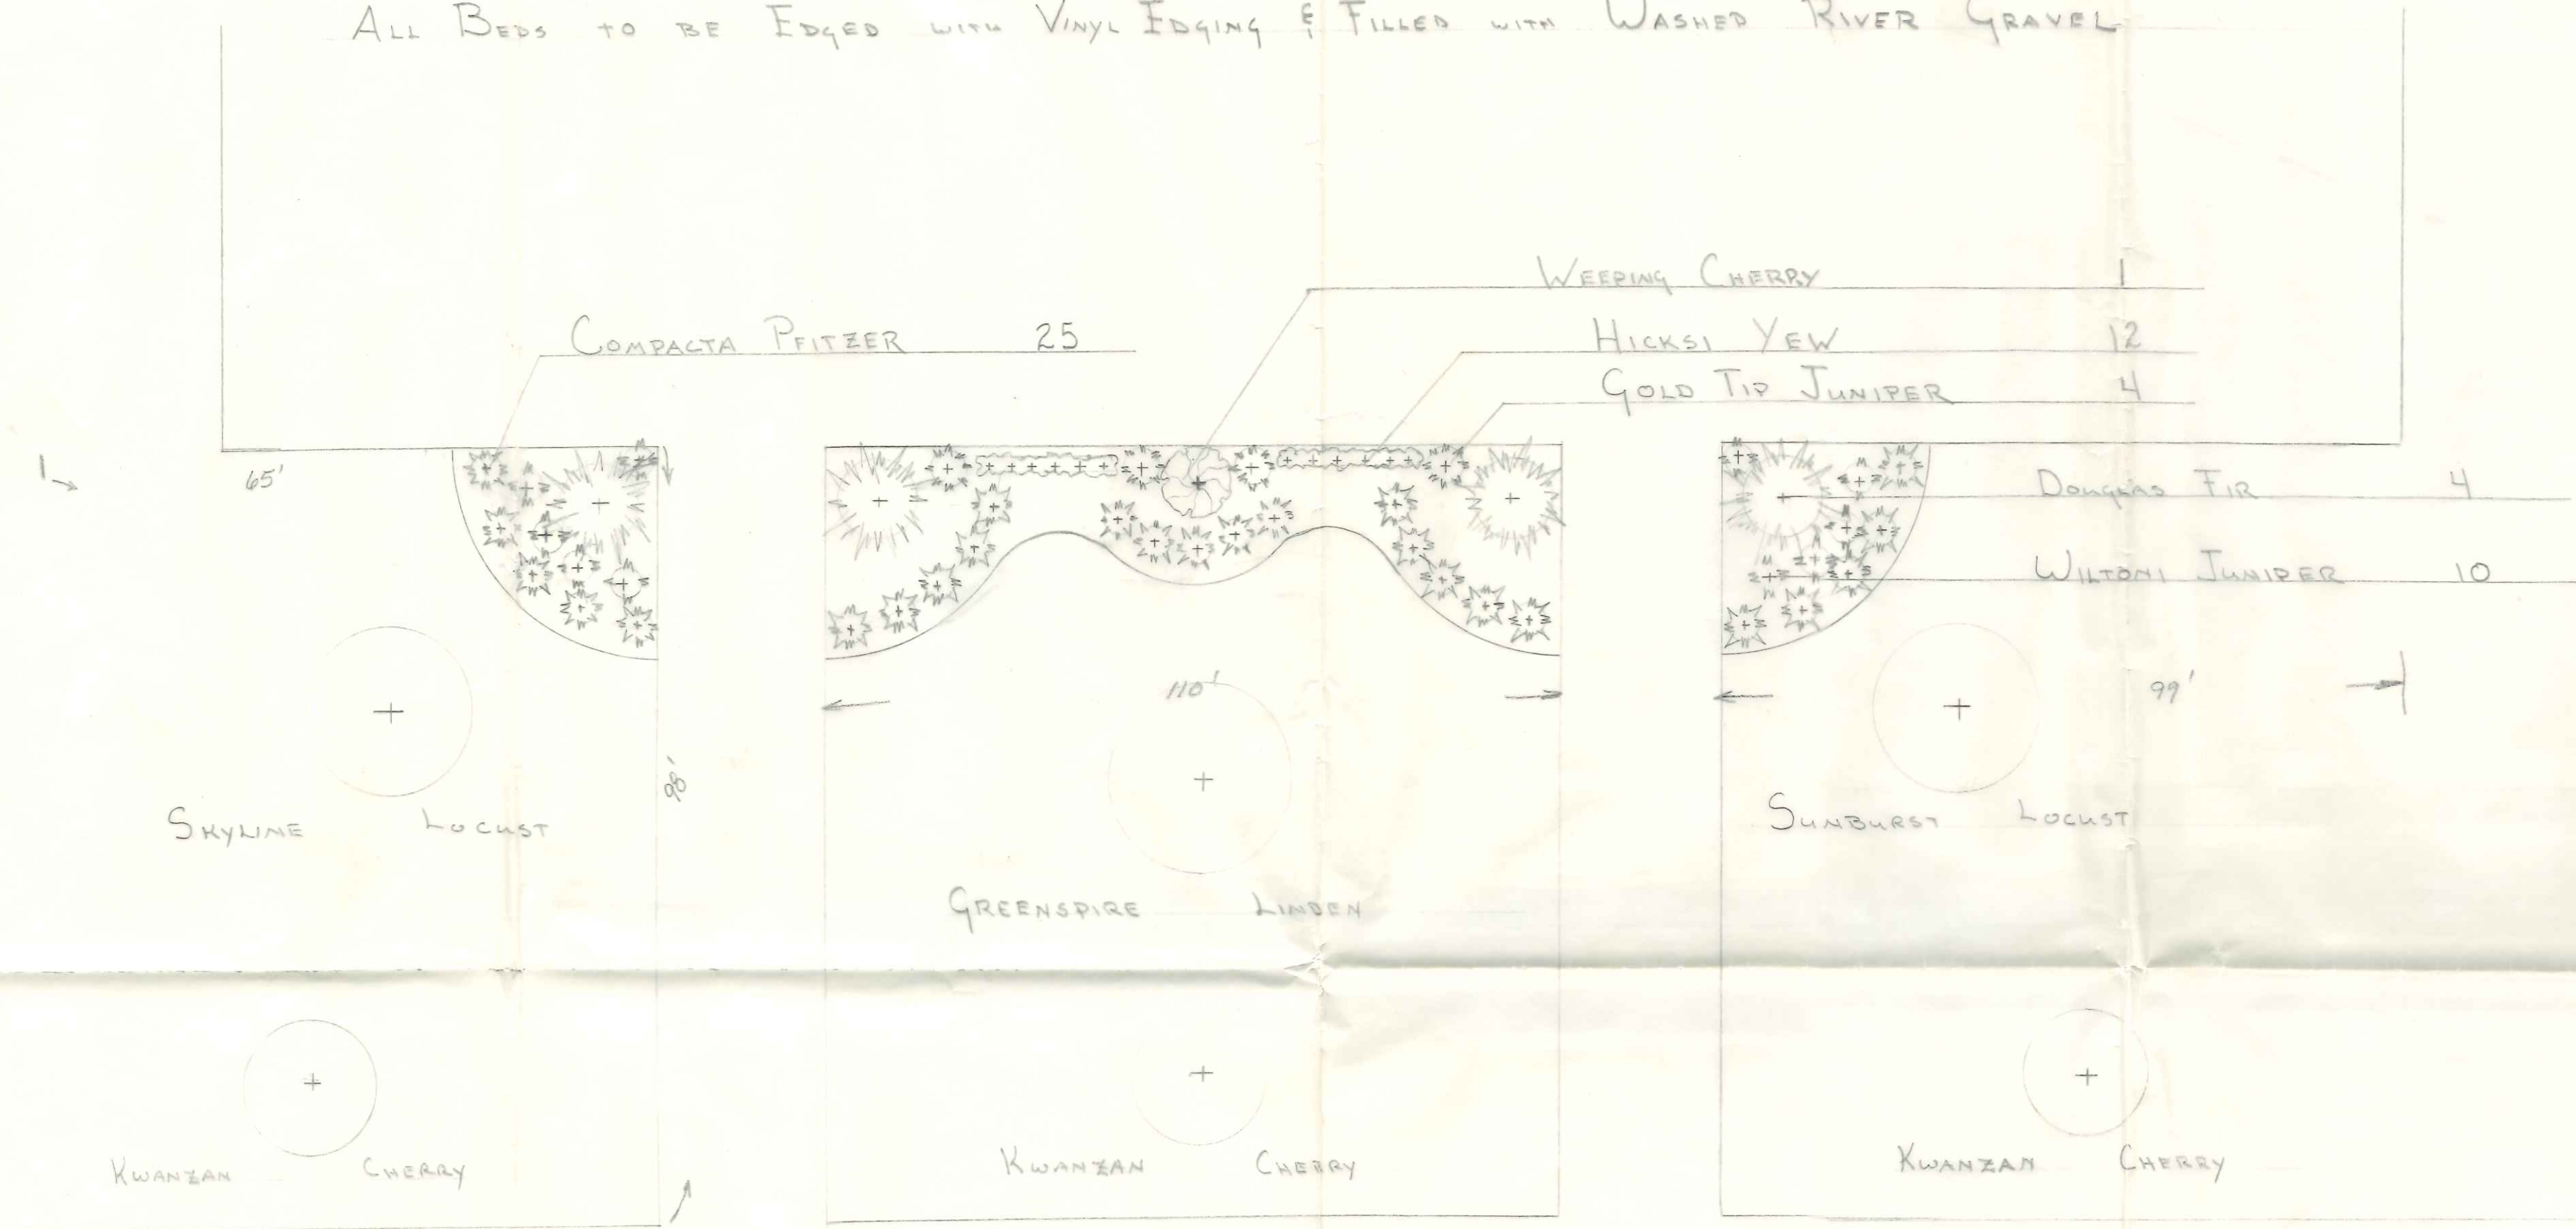 ALL BEDS TO BE EDGED WITH VINYL EDGING & FILLED WITH WASHED RIVER GRAVEL
WEEPING CHERRY 1
COMPACTA PFITZER 25
HICKSI YEW 12
GOLD TIP JUNIPER 4
65'
DOUGLAS FIR 4
WILTONI JUNIPER 10
110'
99'
98'
SKYLINE LOCUST
SUNBURST LOCUST
GREENSPIRE LINDEN
KWANZAN CHERRY
KWANZAN CHERRY
KWANZAN CHERRY